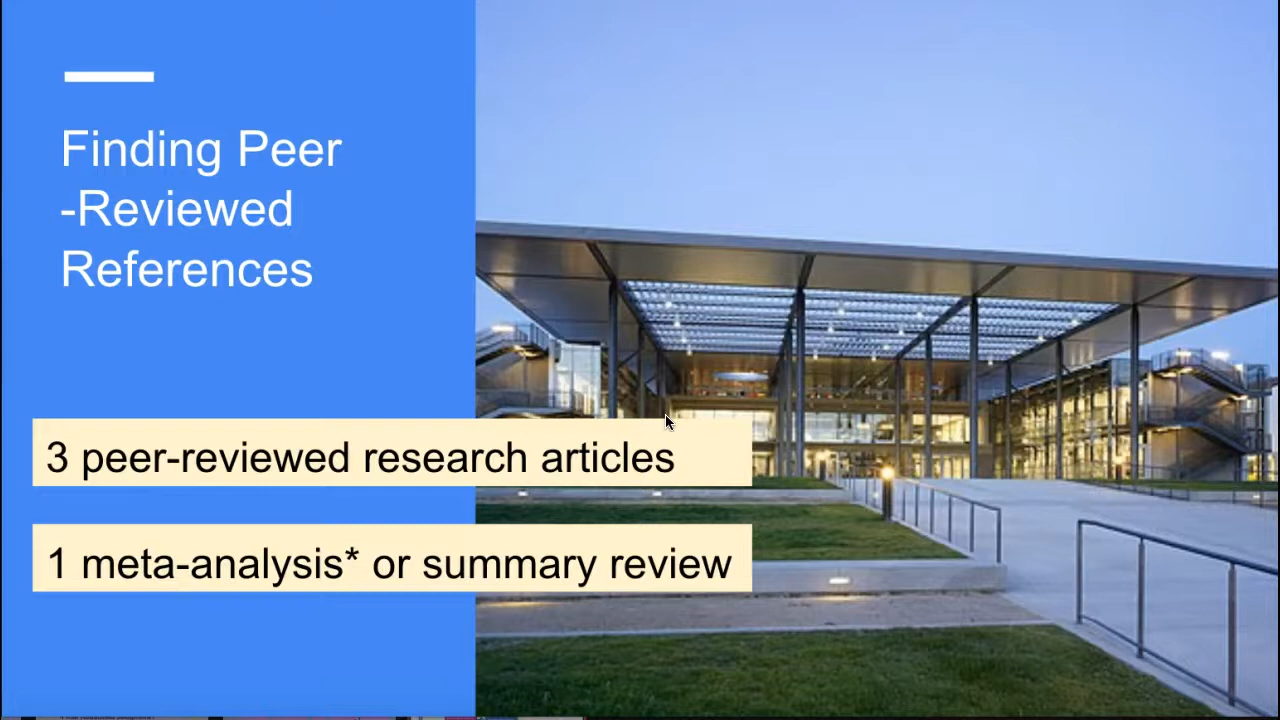 Finding Peer
-Reviewed
References
3 peer-reviewed research articles
1 meta-analysis* or summary review